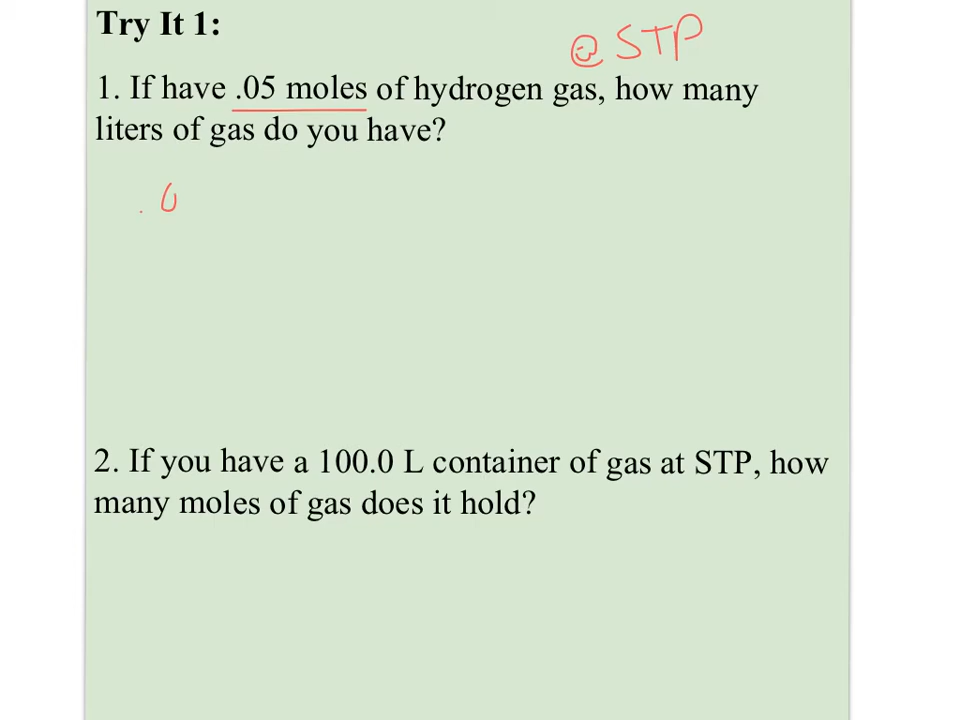 Try It 1:
@ STP
1. If have .05 moles of hydrogen gas, how many
liters of gas do you have?
. 0
2. If you have a 100.0 L container of gas at STP, how
many moles of gas does it hold?